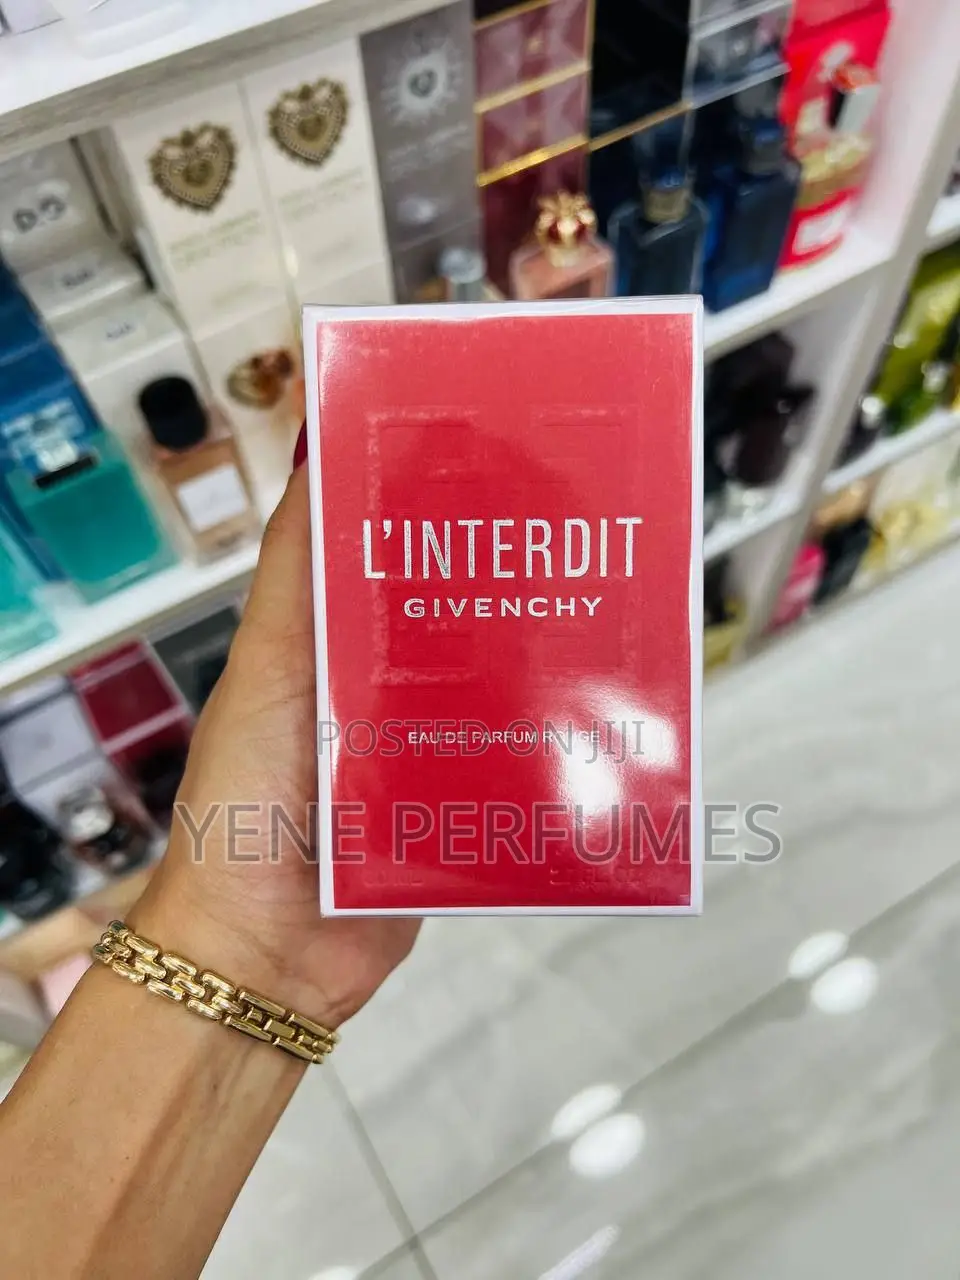 L'INTERDIT
GIVENCHY
EAU DE PARFUM ROUGE
POSTED ON JIJI
YENE PERFUMES